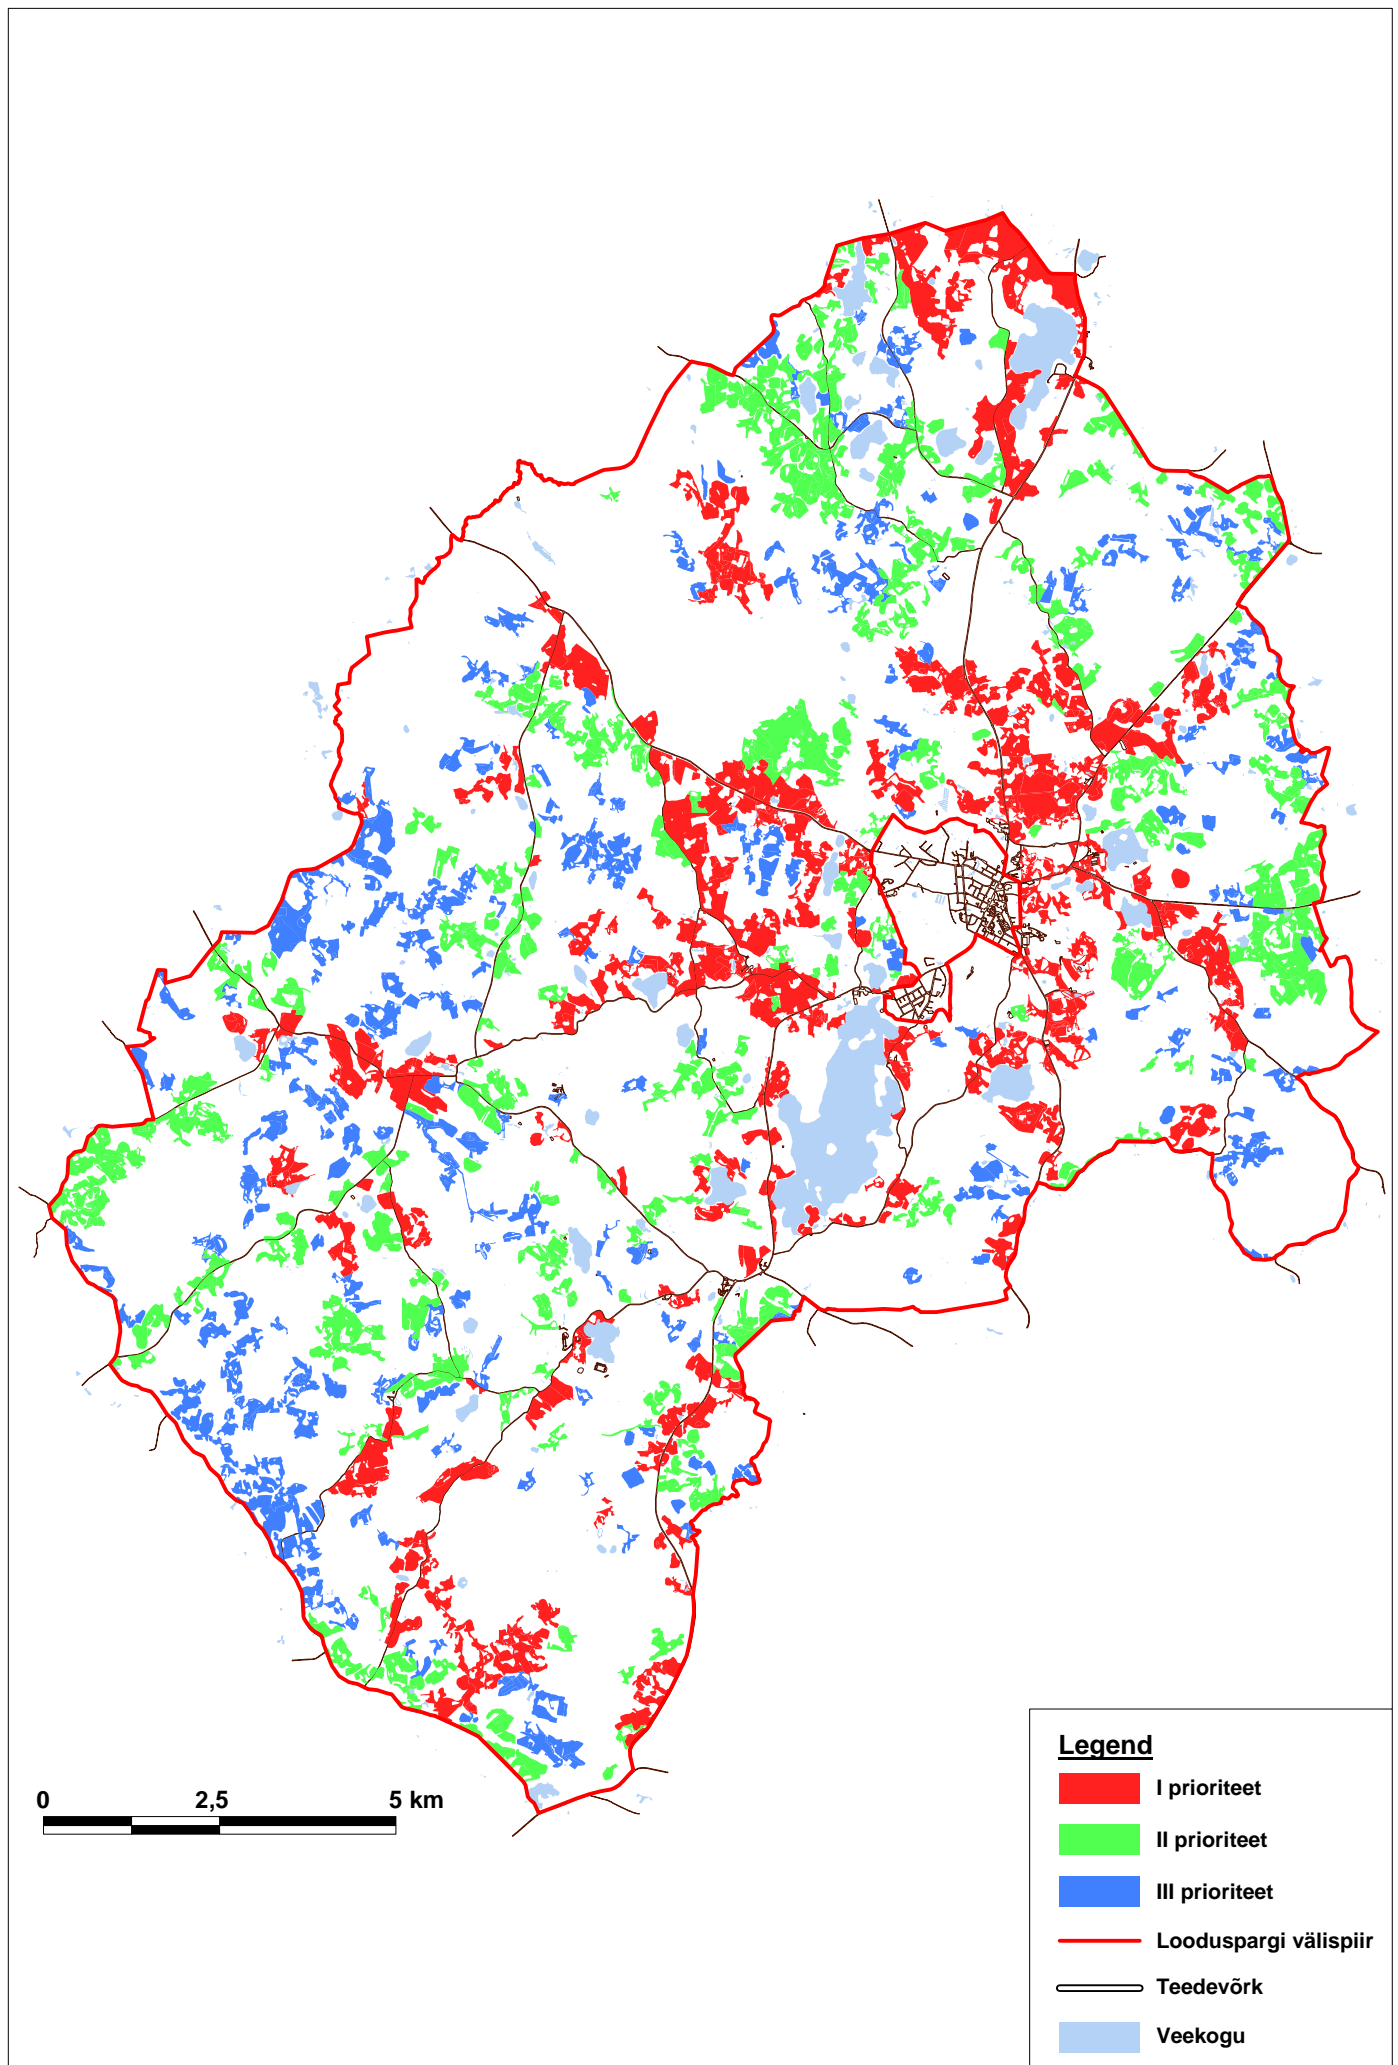 Legend
I prioriteet
II prioriteet
III prioriteet
Looduspargi välispiir
Teedevõrk
Veekogu
0 2,5 5 km